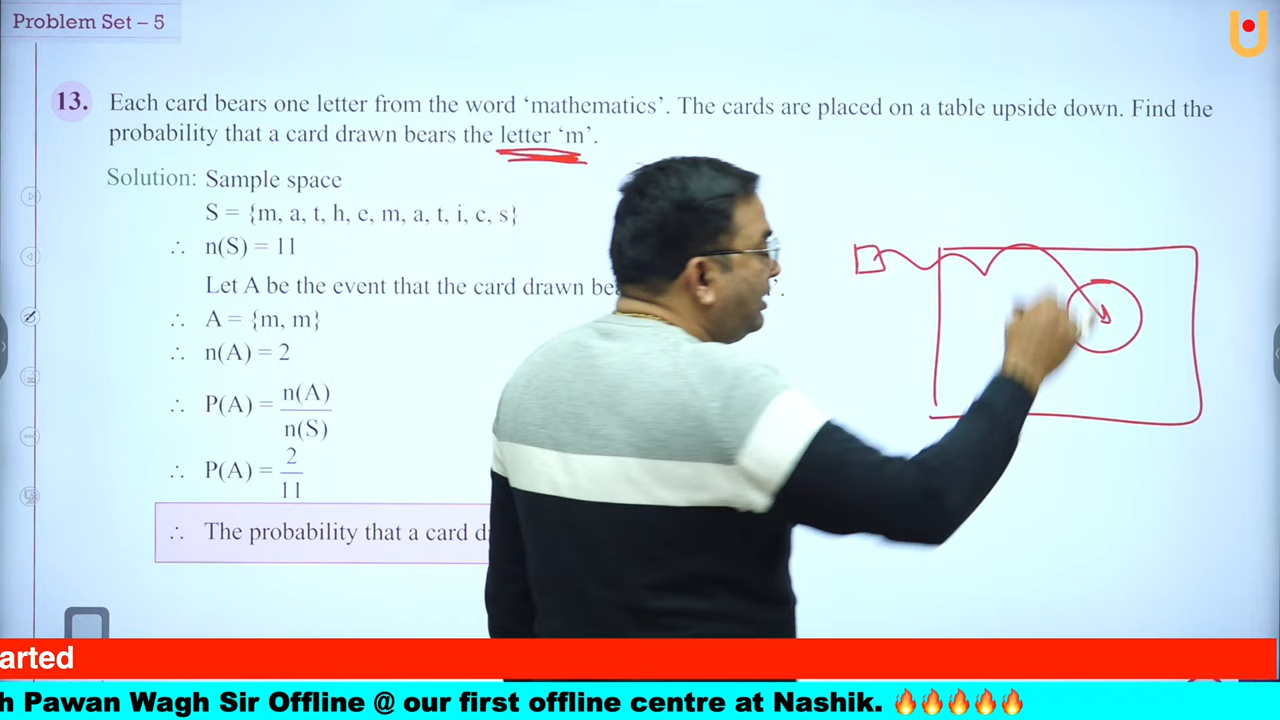 Problem Set – 5
13. Each card bears one letter from the word ‘mathematics’. The cards are placed on a table upside down. Find the
probability that a card drawn bears the letter ‘m’.
Solution: Sample space
S = {m, a, t, h, e, m, a, t, i, c, s}
∴ n(S) = 11
Let A be the event that the card drawn
∴ A = {m, m}
∴ n(A) = 2
∴ P(A) = n(A)
n(S)
∴ P(A) = 2
11
∴ The probability that a card
arted
Pawan Wagh Sir Offline @ our first offline centre at Nashik. 🔥🔥🔥🔥🔥